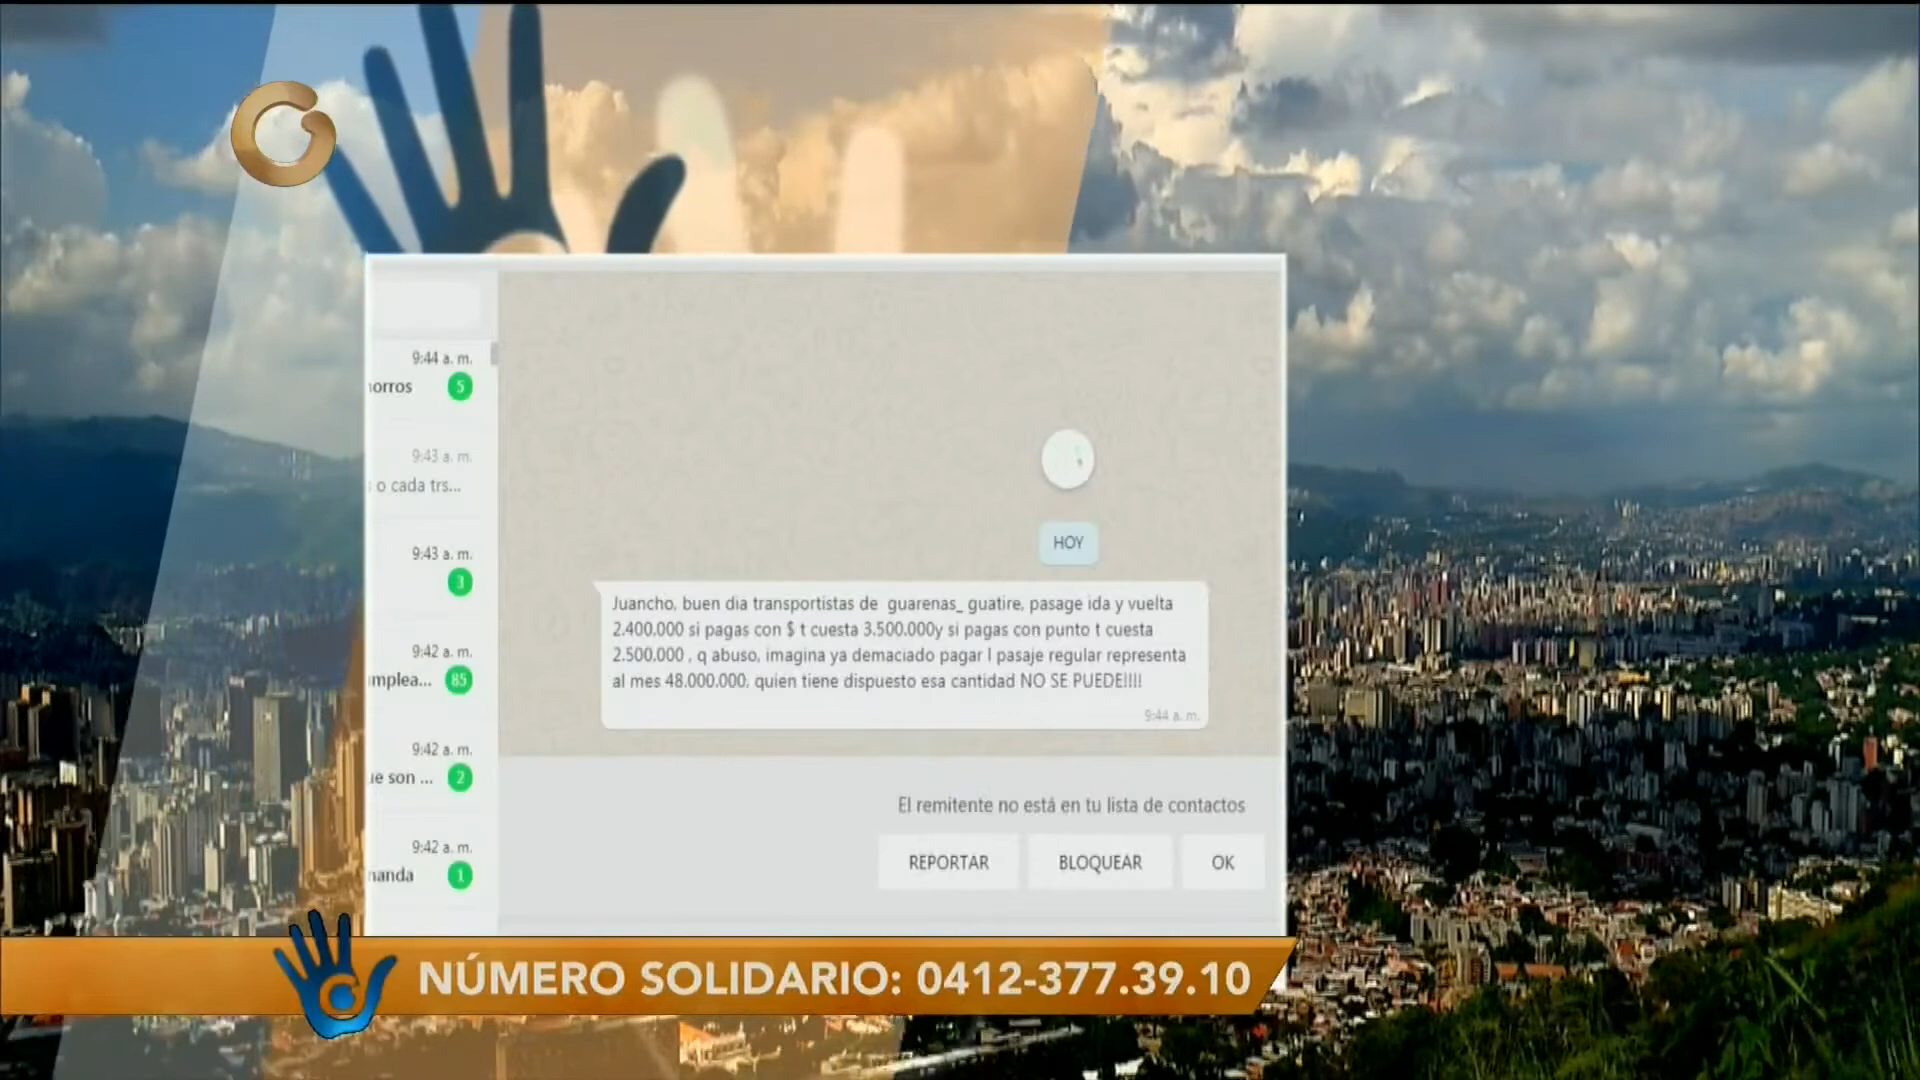 9:44 a. m.
orros
5
9:43 a. m.
o cada trs...
9:43 a. m.
3
9:42 a. m.
mplea...
85
9:42 a. m.
ue son ...
2
9:42 a. m.
nanda
1
HOY
Juancho, buen dia transportistas de guarenas_ guatire, pasage ida y vuelta
2.400.000 si pagas con $ t cuesta 3.500.000y si pagas con punto t cuesta
2.500.000 , q abuso, imagina ya demaciado pagar l pasaje regular representa
al mes 48.000.000, quien tiene dispuesto esa cantidad NO SE PUEDE!!!!
9:44 a. m.
El remitente no está en tu lista de contactos
REPORTAR
BLOQUEAR
OK
NÚMERO SOLIDARIO: 0412-377.39.10